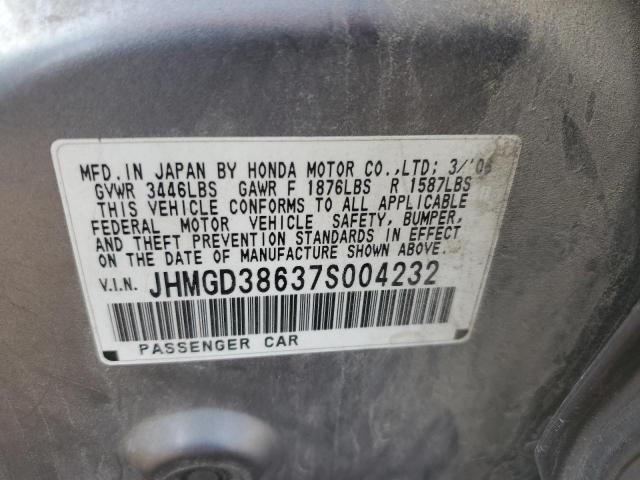 MFD.IN JAPAN BY HONDA MOTOR CO.,LTD; 3/'06
GVWR 3446LBS GAWR F 1876LBS R 1587LBS
THIS VEHICLE CONFORMS TO ALL APPLICABLE
FEDERAL MOTOR VEHICLE SAFETY, BUMPER,
AND THEFT PREVENTION STANDARDS IN EFFECT
ON THE DATE OF MANUFACTURE SHOWN ABOVE.
V.I.N. JHMGD38637S004232
PASSENGER CAR